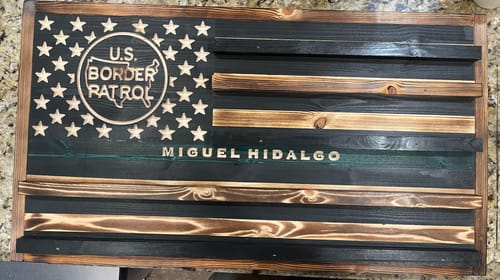 U.S.
BORDER
PATROL
MIGUEL HIDALGO